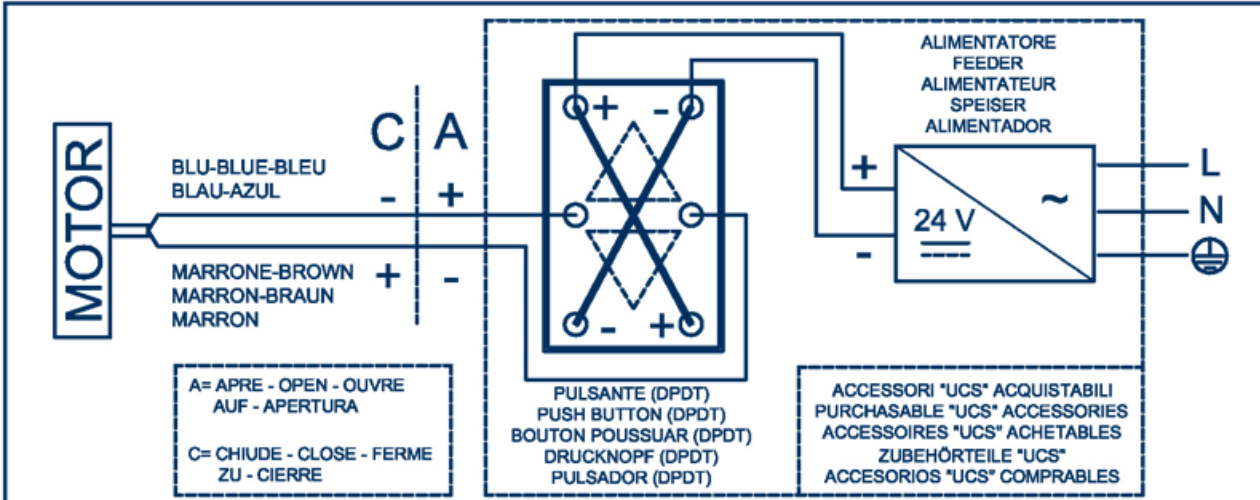 MOTOR
BLU-BLUE-BLEU
BLAU-AZUL
C A
- +
+ -
MARRONE-BROWN
MARRON-BRAUN
MARRON
A= APRE - OPEN - OUVRE
AUF - APERTURA
C= CHIUDE - CLOSE - FERME
ZU - CIERRE
+ -
- +
PULSANTE (DPDT)
PUSH BUTTON (DPDT)
BOUTON POUSSUAR (DPDT)
DRUCKNOPF (DPDT)
PULSADOR (DPDT)
ALIMENTATORE
FEEDER
ALIMENTATEUR
SPEISER
ALIMENTADOR
+
-
24 V
~
L
N
ACCESSORI "UCS" ACQUISTABILI
PURCHASABLE "UCS" ACCESSORIES
ACCESSOIRES "UCS" ACHETABLES
ZUBEHÖRTEILE "UCS"
ACCESORIOS "UCS" COMPRABLES